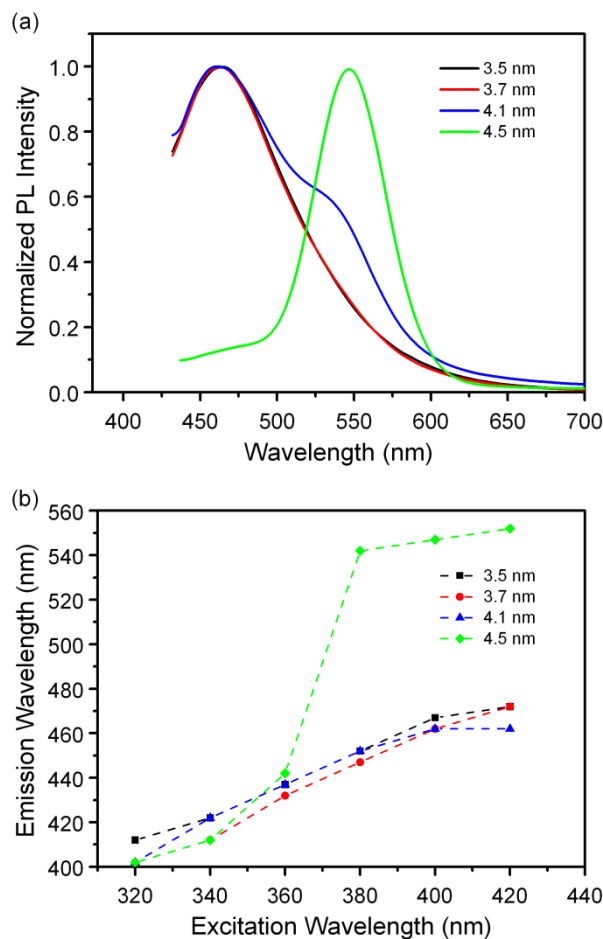 (a)
1.0
0.8
0.6
0.4
0.2
0.0
Normalized PL Intensity
3.5 nm
3.7 nm
4.1 nm
4.5 nm
400 450 500 550 600 650 700
Wavelength (nm)
(b)
560
540
520
500
480
460
440
420
400
Emission Wavelength (nm)
3.5 nm
3.7 nm
4.1 nm
4.5 nm
320 340 360 380 400 420 440
Excitation Wavelength (nm)